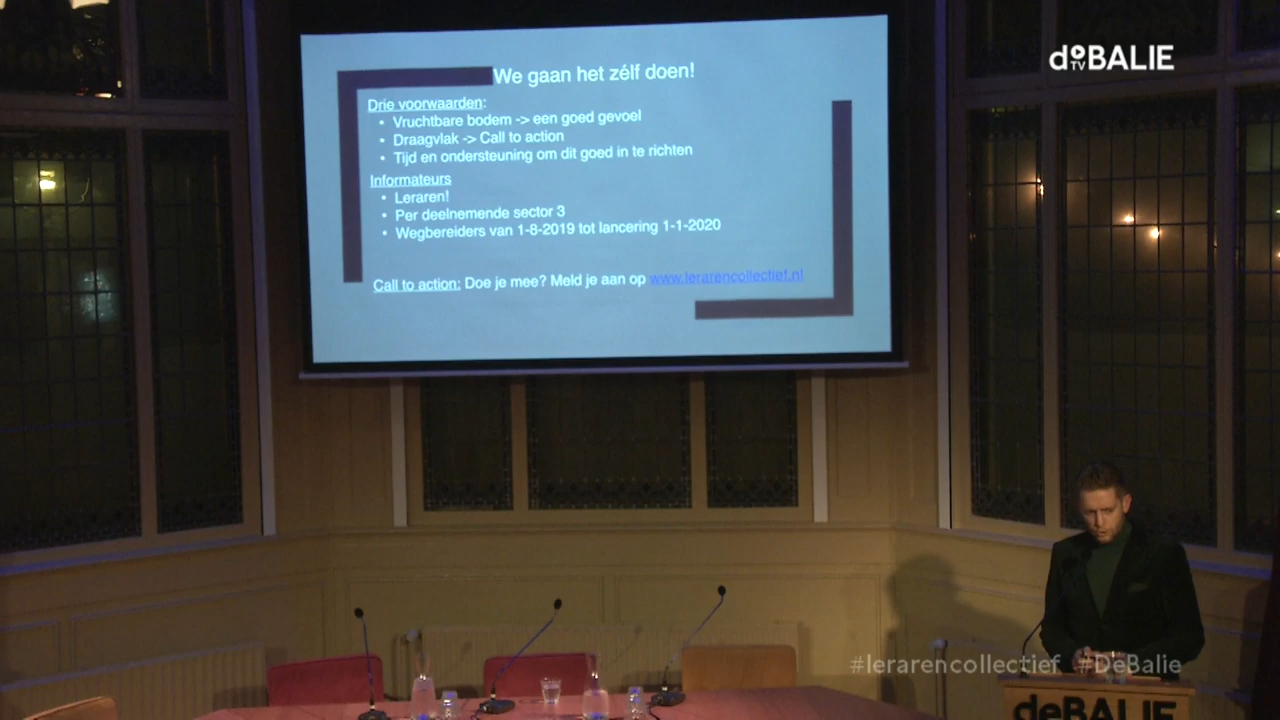 doBALIE
TV
We gaan het zélf doen!
Drie voorwaarden:
• Vruchtbare bodem -> een goed gevoel
• Draagvlak -> Call to action
• Tijd en ondersteuning om dit goed in te richten
Informateurs
• Leraren!
• Per deelnemende sector 3
• Wegbereiders van 1-8-2019 tot lancering 1-1-2020
Call to action: Doe je mee? Meld je aan op www.lerarencollectief.nl
#lerarencollectief #DeBalie
deBALIE